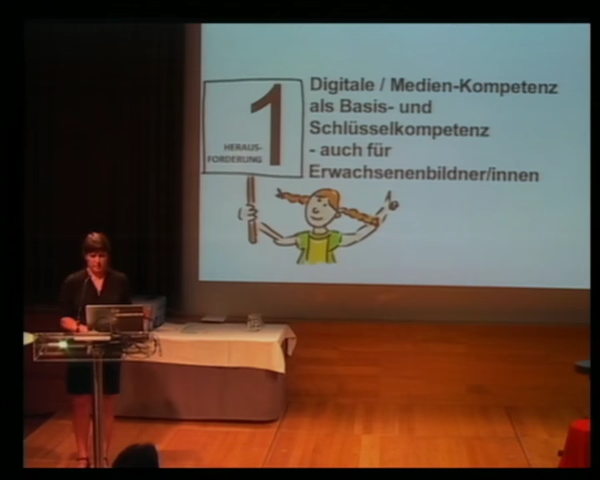 1
HERAUS-
FORDERUNG
Digitale / Medien-Kompetenz
als Basis- und
Schlüsselkompetenz
- auch für
Erwachsenenbildner/innen